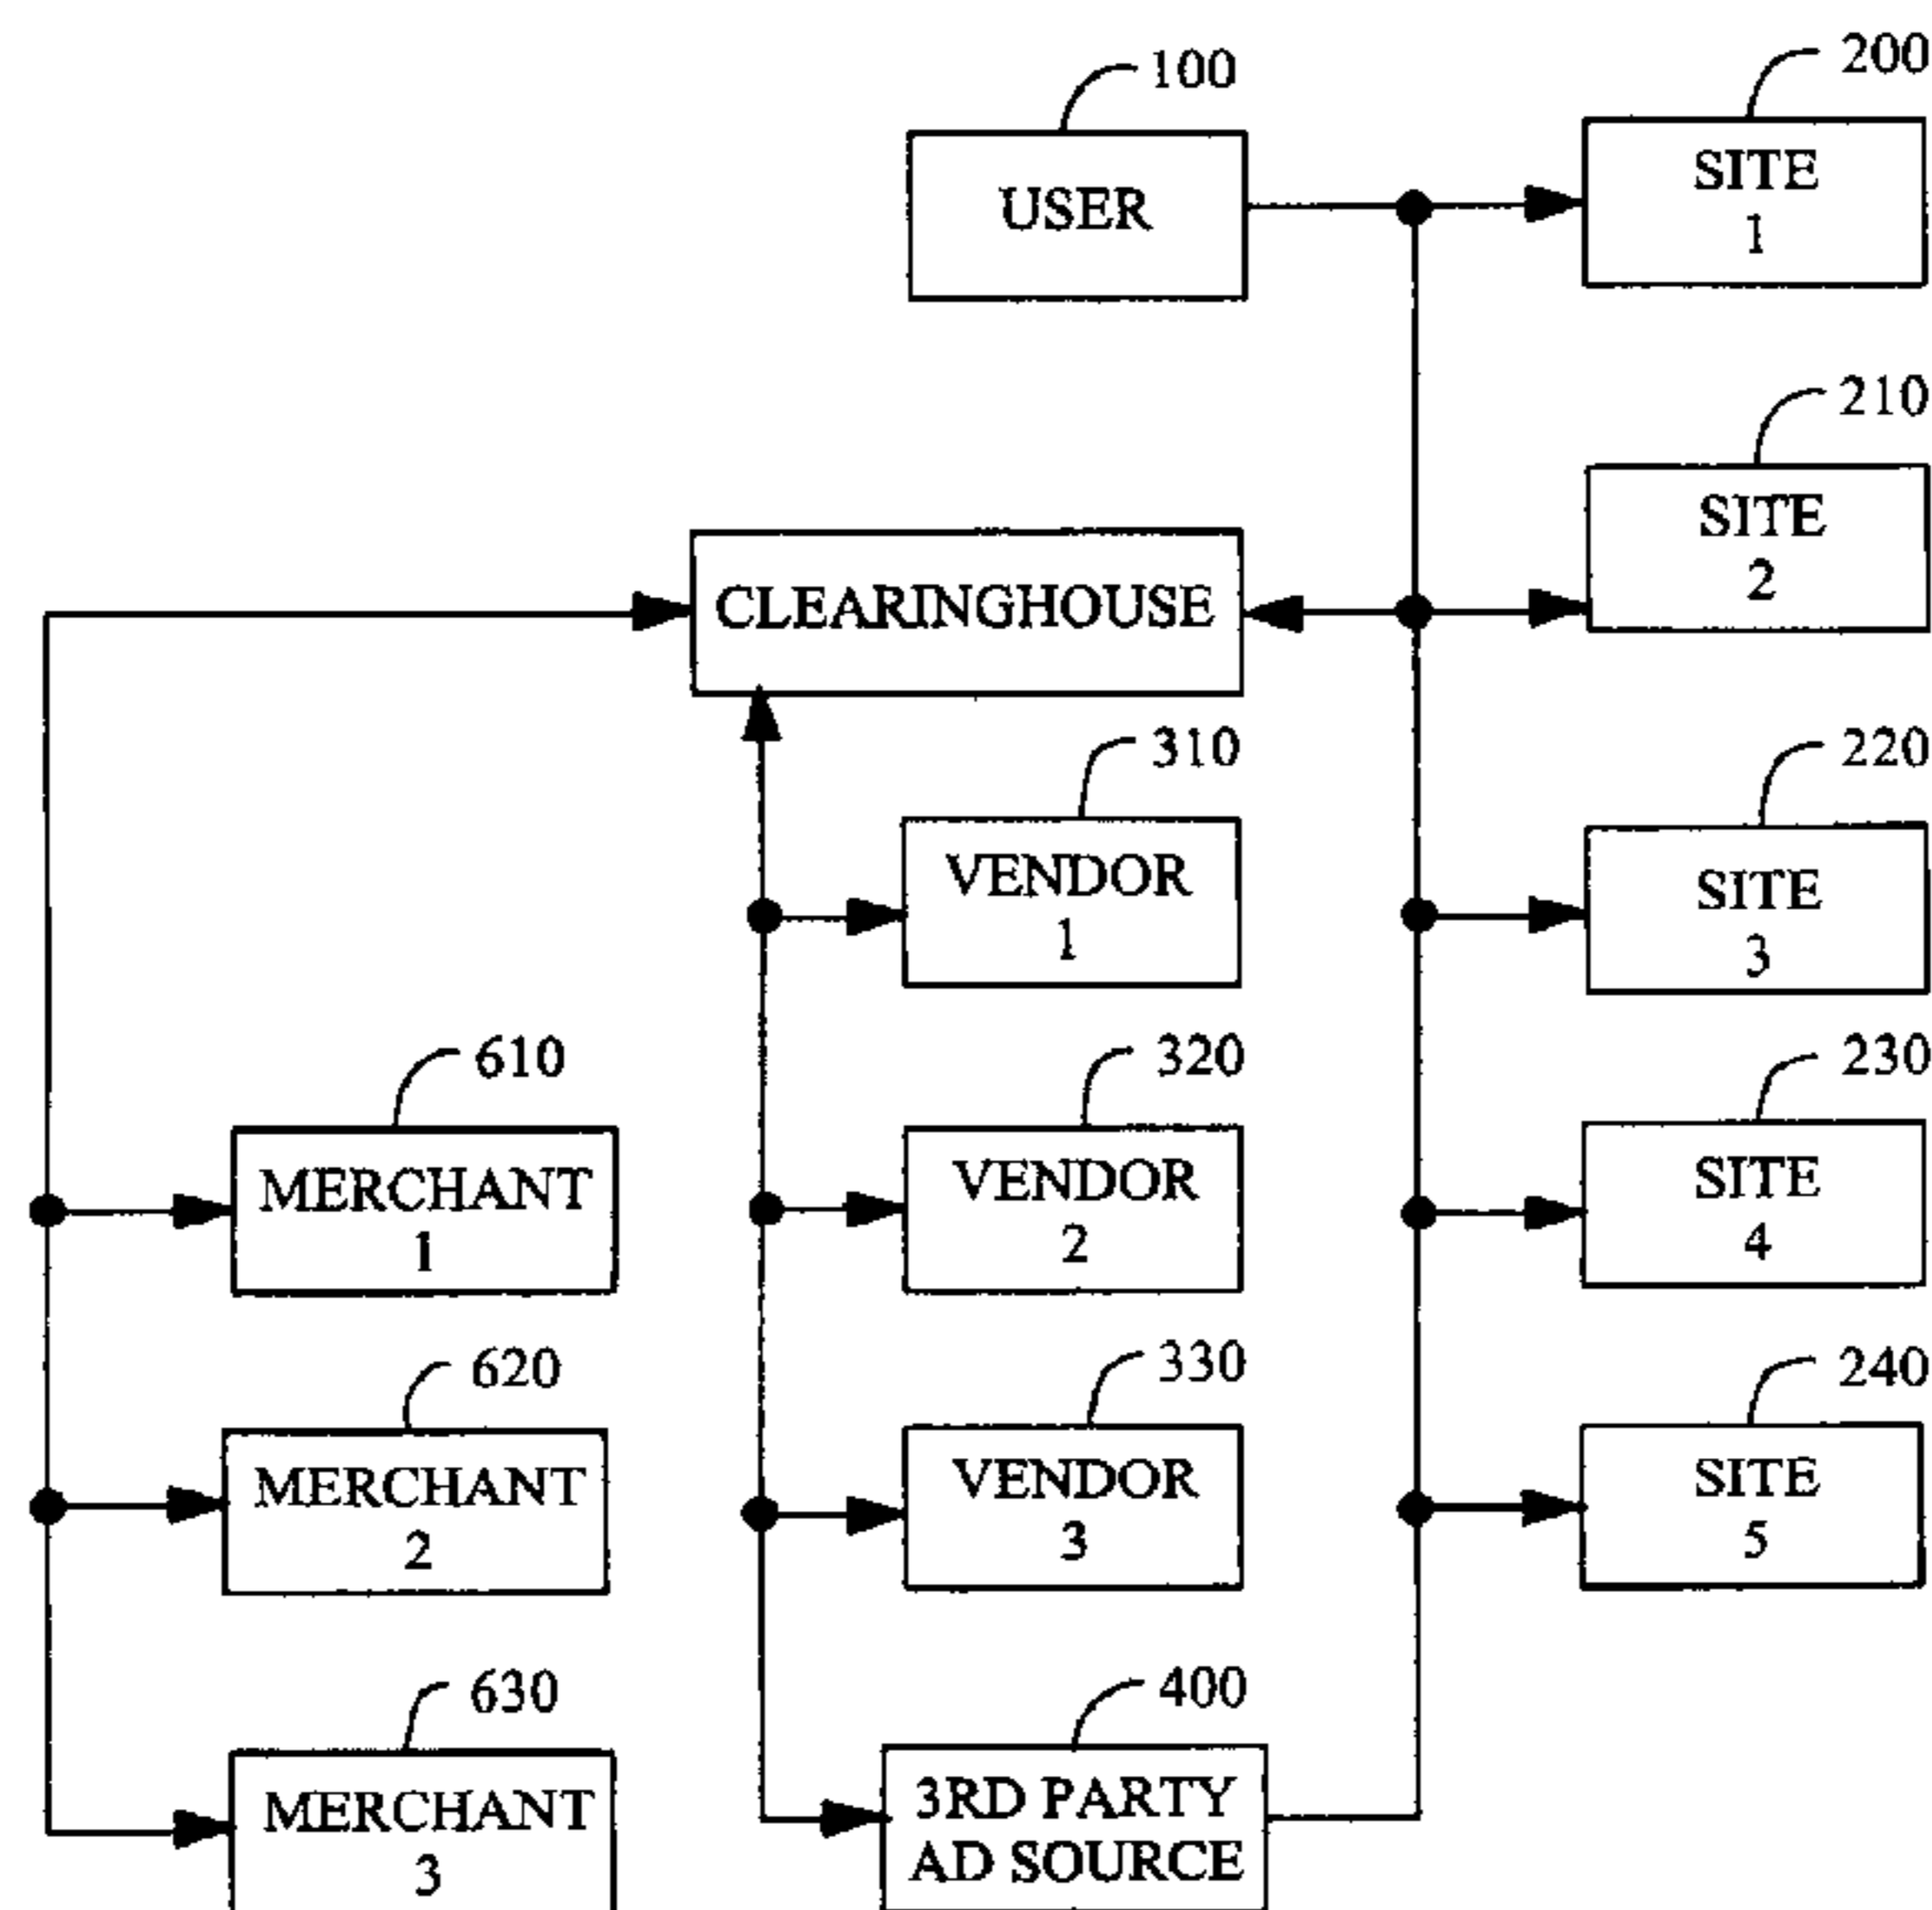 100
200
USER
SITE
1
210
SITE
2
CLEARINGHOUSE
310
220
VENDOR
1
SITE
3
610
320
230
MERCHANT
1
VENDOR
2
SITE
4
620
330
240
MERCHANT
2
VENDOR
3
SITE
5
630
400
MERCHANT
3
3RD PARTY
AD SOURCE